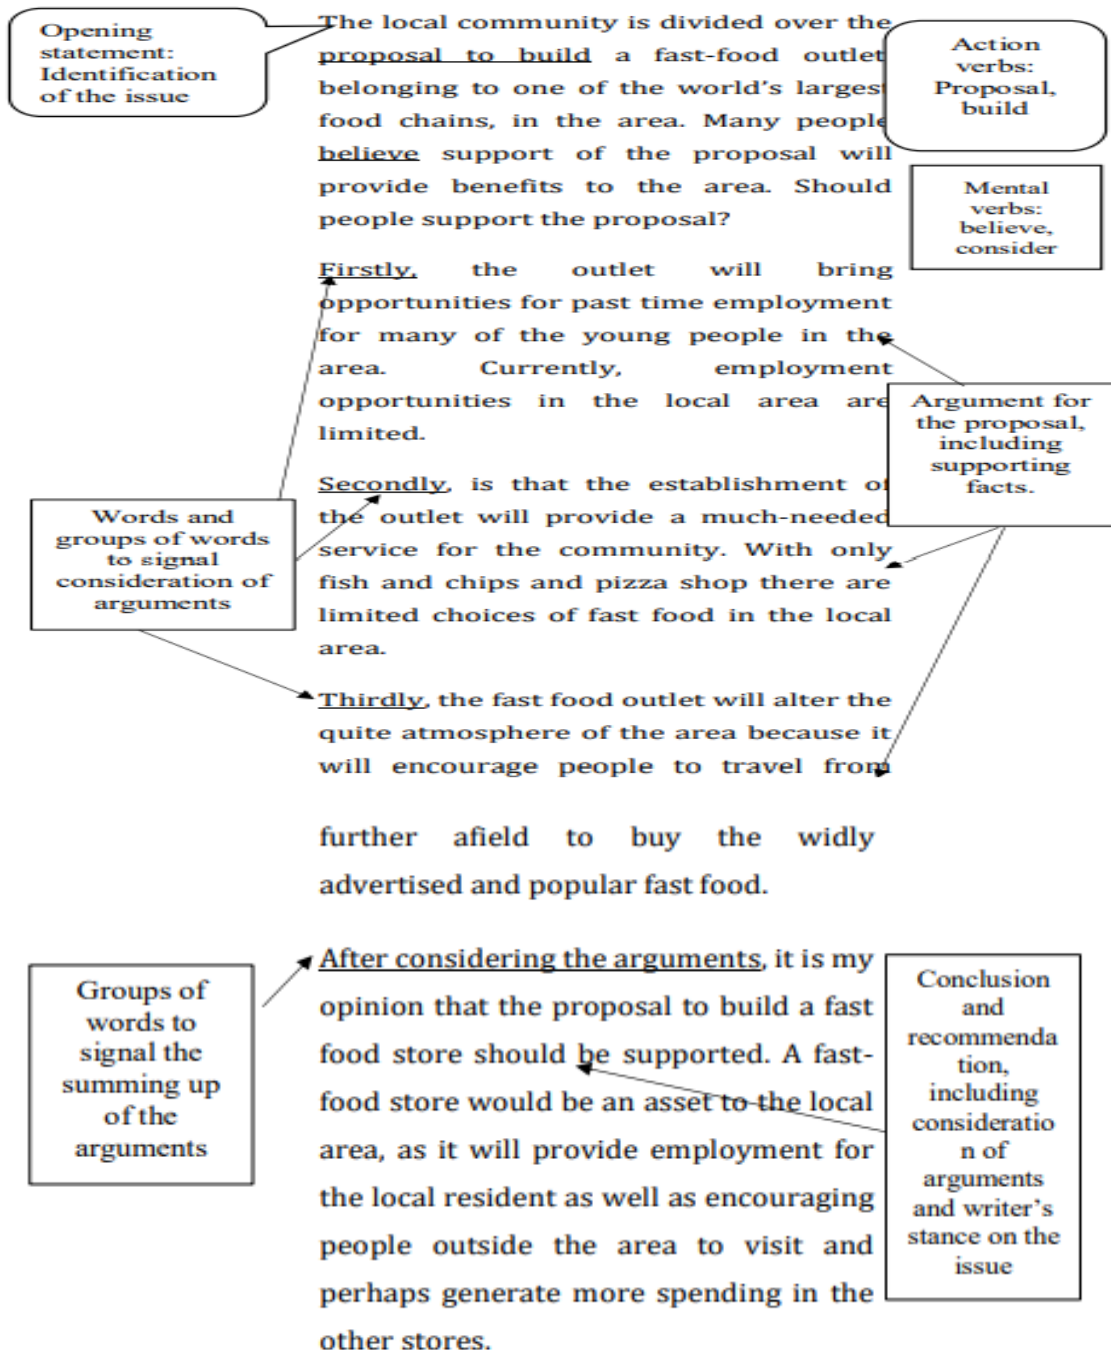 Opening
statement:
Identification
of the issue
The local community is divided over the
proposal to build a fast-food outlet
belonging to one of the world's largest
food chains, in the area. Many people
believe support of the proposal will
provide benefits to the area. Should
people support the proposal?
Action
verbs:
Proposal,
build
Mental
verbs:
believe,
consider
Firstly, the outlet will bring
opportunities for past time employment
for many of the young people in the
area. Currently, employment
opportunities in the local area are
limited.
Argument for
the proposal,
including
supporting
facts.
Words and
groups of words
to signal
consideration of
arguments
Secondly, is that the establishment of
the outlet will provide a much-needed
service for the community. With only
fish and chips and pizza shop there are
limited choices of fast food in the local
area.
Thirdly, the fast food outlet will alter the
quite atmosphere of the area because it
will encourage people to travel from
further afield to buy the widly
advertised and popular fast food.
Groups of
words to
signal the
summing up
of the
arguments
After considering the arguments, it is my
opinion that the proposal to build a fast
food store should be supported. A fast-
food store would be an asset to the local
area, as it will provide employment for
the local resident as well as encouraging
people outside the area to visit and
perhaps generate more spending in the
other stores.
Conclusion
and
recommenda
tion,
including
consideratio
n of
arguments
and writer's
stance on the
issue